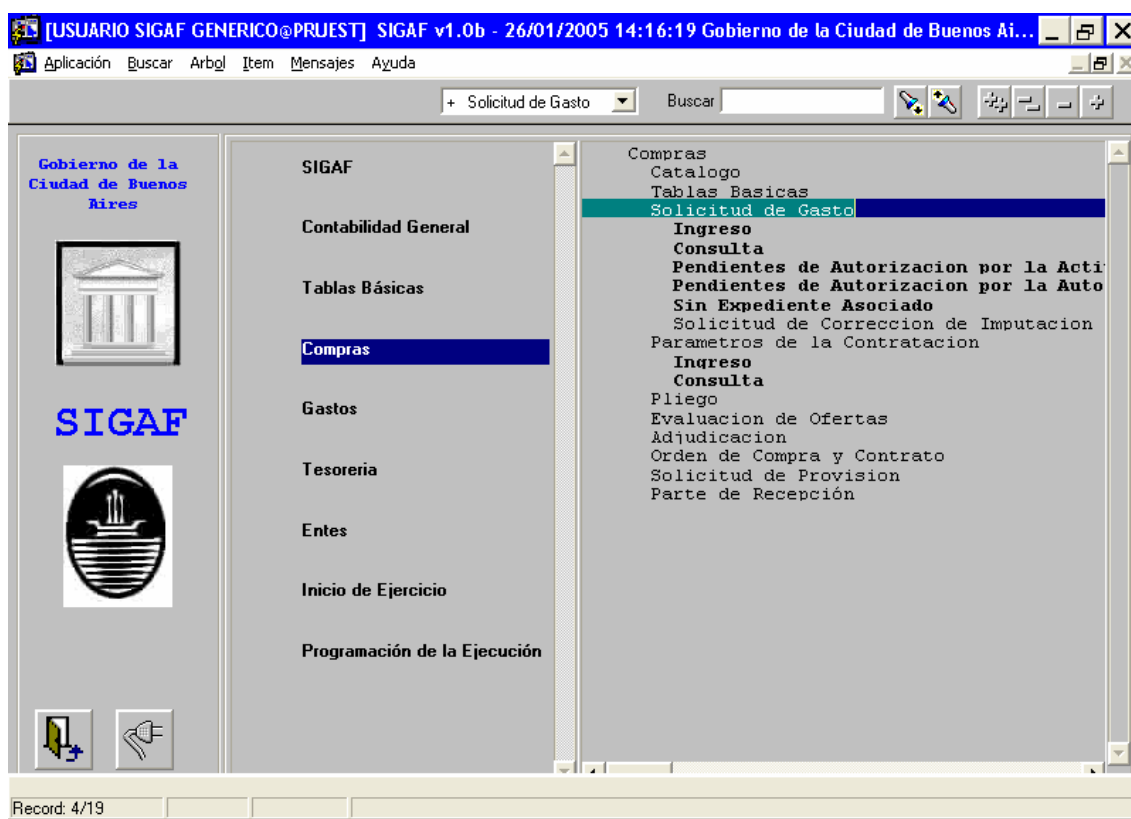 [USUARIO SIGAF GENERICO@PRUEST] SIGAF v1.0b - 26/01/2005 14:16:19 Gobierno de la Ciudad de Buenos Ai...
Aplicación Buscar Arbol Item Mensajes Ayuda
+ Solicitud de Gasto Buscar
Gobierno de la
Ciudad de Buenos
Aires
SIGAF
SIGAF
Contabilidad General
Tablas Básicas
Compras
Gastos
Tesoreria
Entes
Inicio de Ejercicio
Programación de la Ejecución
Compras
Catalogo
Tablas Basicas
Solicitud de Gasto
Ingreso
Consulta
Pendientes de Autorizacion por la Acti
Pendientes de Autorizacion por la Auto
Sin Expediente Asociado
Solicitud de Correccion de Imputacion
Parametros de la Contratacion
Ingreso
Consulta
Pliego
Evaluacion de Ofertas
Adjudicacion
Orden de Compra y Contrato
Solicitud de Provision
Parte de Recepción
Record: 4/19